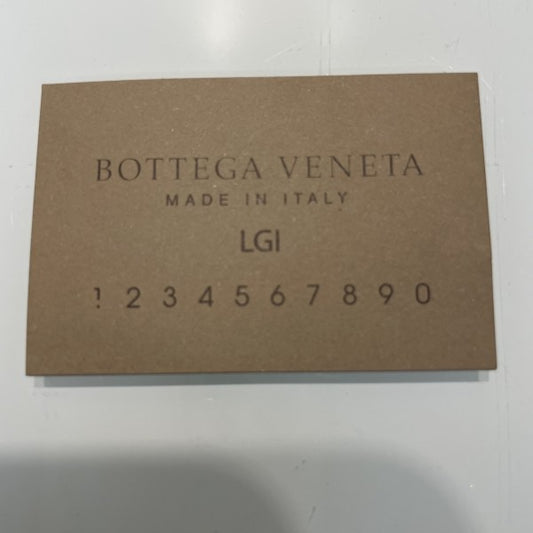 BOTTEGA VENETA
MADE IN ITALY
LGI
1 2 3 4 5 6 7 8 9 0